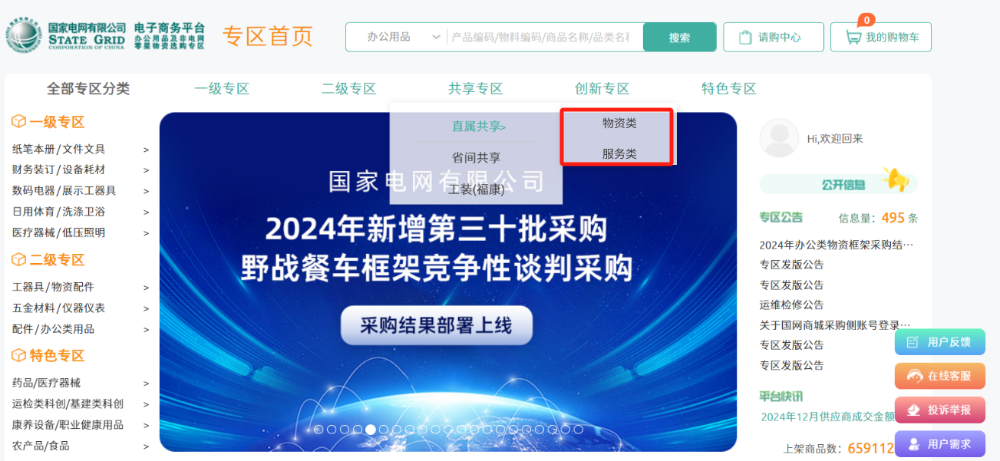 国家电网有限公司
STATE GRID
CORPORATION OF CHINA
电子商务平台
办公用品及非电网
零星物资选购专区
专区首页
办公用品
产品编码/物料编码/商品名称/品类名称
搜索
请购中心
0
我的购物车
全部专区分类
一级专区
二级专区
共享专区
创新专区
特色专区
一级专区
纸笔本册/文件文具 >
财务装订/设备耗材 >
数码电器/展示工器具 >
日用体育/洗涤卫浴 >
医疗器械/低压照明 >
二级专区
工器具/物资配件 >
五金材料/仪器仪表 >
配件/办公类用品 >
特色专区
药品/医疗器械 >
运检类科创/基建类科创 >
康养设备/职业健康用品 >
农产品/食品 >
直属共享>
省间共享
工装(福康)
物资类
服务类
国家电网有限公司
2024年新增第三十批采购
野战餐车框架竞争性谈判采购
采购结果部署上线
Hi,欢迎回来
公开信息
专区公告
信息量：495 条
2024年办公类物资框架采购结…
专区发版公告
专区发版公告
运维检修公告
关于国网商城采购侧账号登录…
专区发版公告
专区发版公告
平台快讯
2024年12月供应商成交金额
上架商品数：659112
用户反馈
在线客服
投诉举报
用户需求